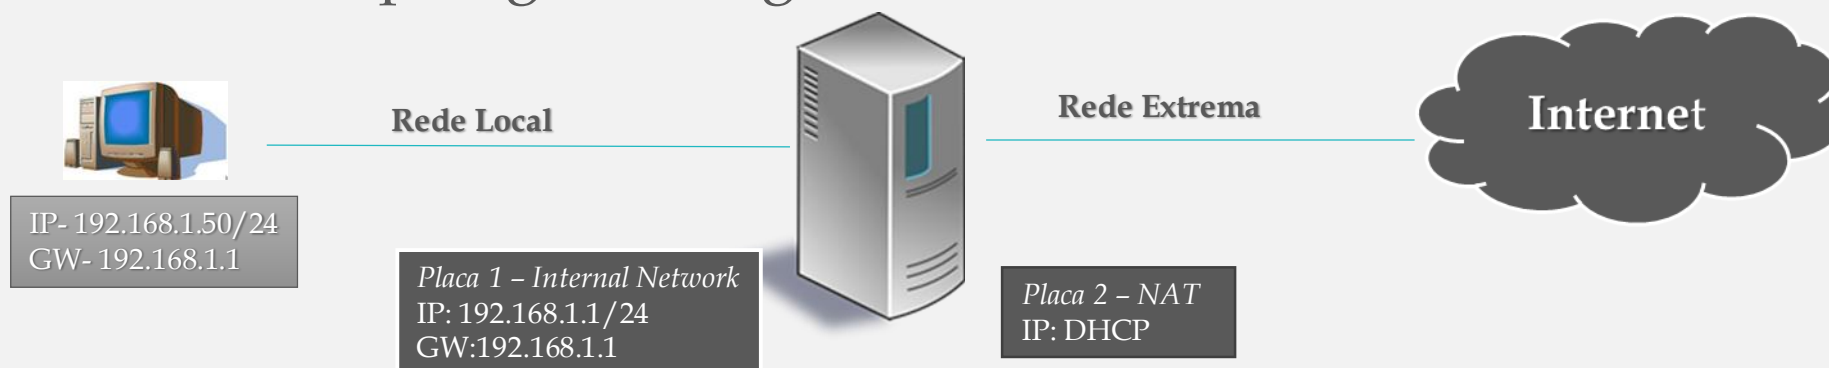 Rede Local
Rede Extrema
Internet
IP- 192.168.1.50/24
GW- 192.168.1.1
Placa 1 – Internal Network
IP: 192.168.1.1/24
GW:192.168.1.1
Placa 2 – NAT
IP: DHCP